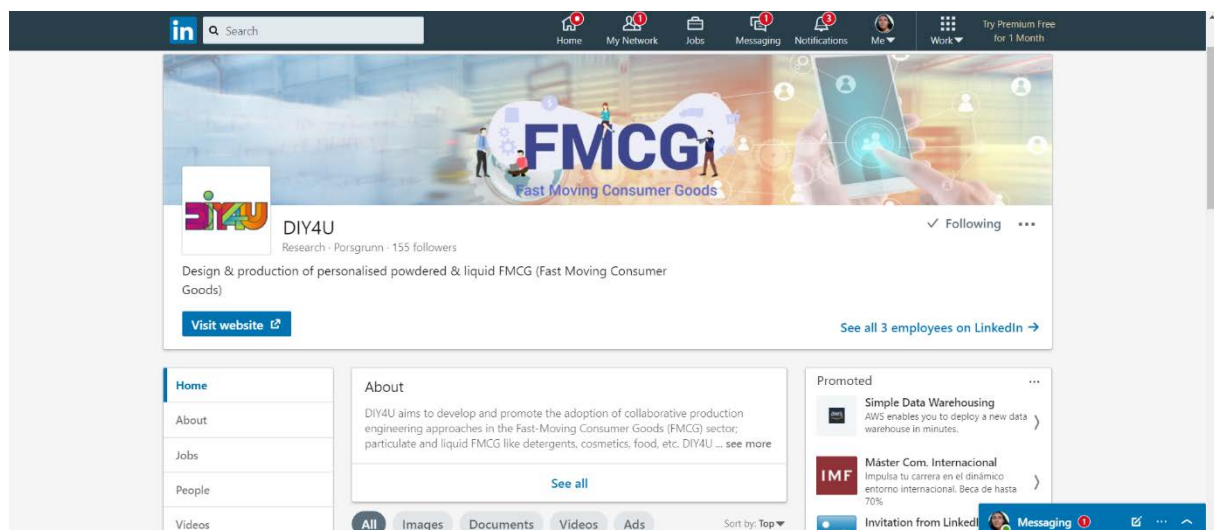 in
Search
Home
My Network
Jobs
Messaging
Notifications
Me
Work
Try Premium Free
for 1 Month
FMCG
Fast Moving Consumer Goods
DIY4U
DIY4U
Research · Porsgrunn · 155 followers
Following
Design & production of personalised powdered & liquid FMCG (Fast Moving Consumer
Goods)
Visit website
See all 3 employees on LinkedIn →
Home
About
Jobs
People
Videos
About
DIY4U aims to develop and promote the adoption of collaborative production
engineering approaches in the Fast-Moving Consumer Goods (FMCG) sector;
particulate and liquid FMCG like detergents, cosmetics, food, etc. DIY4U ... see more
See all
All Images Documents Videos Ads
Sort by: Top
Promoted
Simple Data Warehousing
AWS enables you to deploy a new data
warehouse in minutes.
IMF
Máster Com. Internacional
Impulsa tu carrera en el dinámico
entorno internacional. Beca de hasta
70%
Invitation from LinkedI
Messaging 1